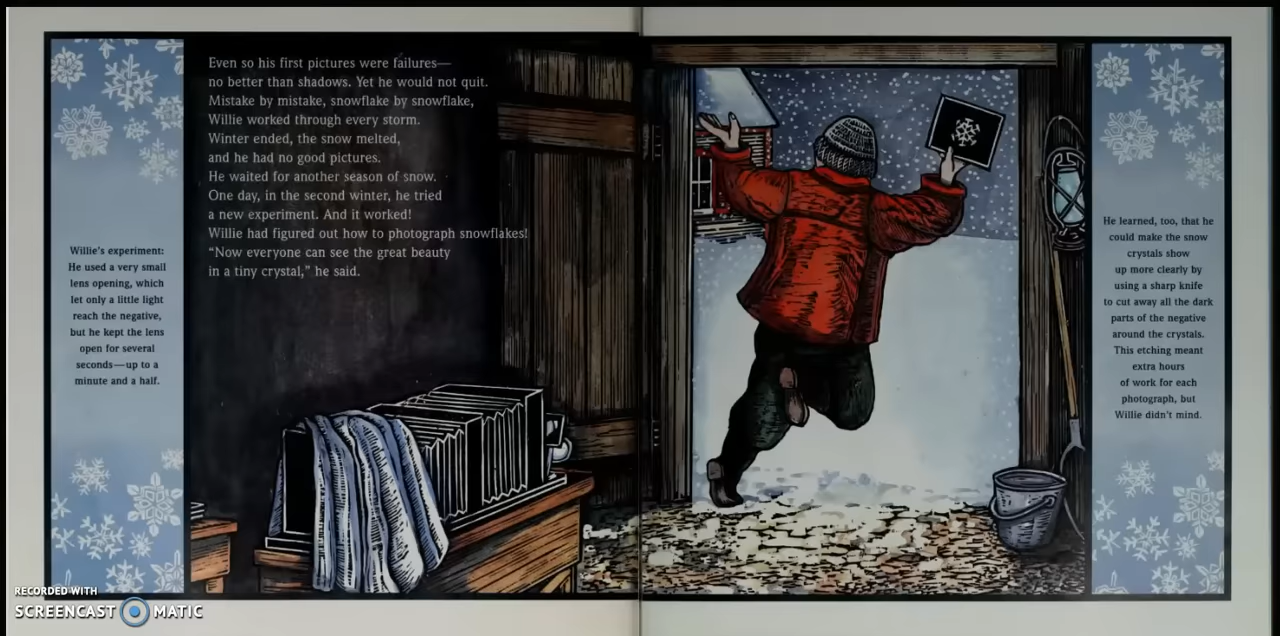 Even so his first pictures were failures—
no better than shadows. Yet he would not quit.
Mistake by mistake, snowflake by snowflake,
Willie worked through every storm.
Winter ended, the snow melted,
and he had no good pictures.
He waited for another season of snow.
One day, in the second winter, he tried
a new experiment. And it worked!
Willie had figured out how to photograph snowflakes!
“Now everyone can see the great beauty
in a tiny crystal,” he said.
Willie's experiment:
He used a very small
lens opening, which
let only a little light
reach the negative,
but he kept the lens
open for several
seconds—up to a
minute and a half.
He learned, too, that he
could make the snow
crystals show
up more clearly by
using a sharp knife
to cut away all the dark
parts of the negative
around the crystals.
This etching meant
extra hours
of work for each
photograph, but
Willie didn't mind.
RECORDED WITH
SCREENCAST MATIC